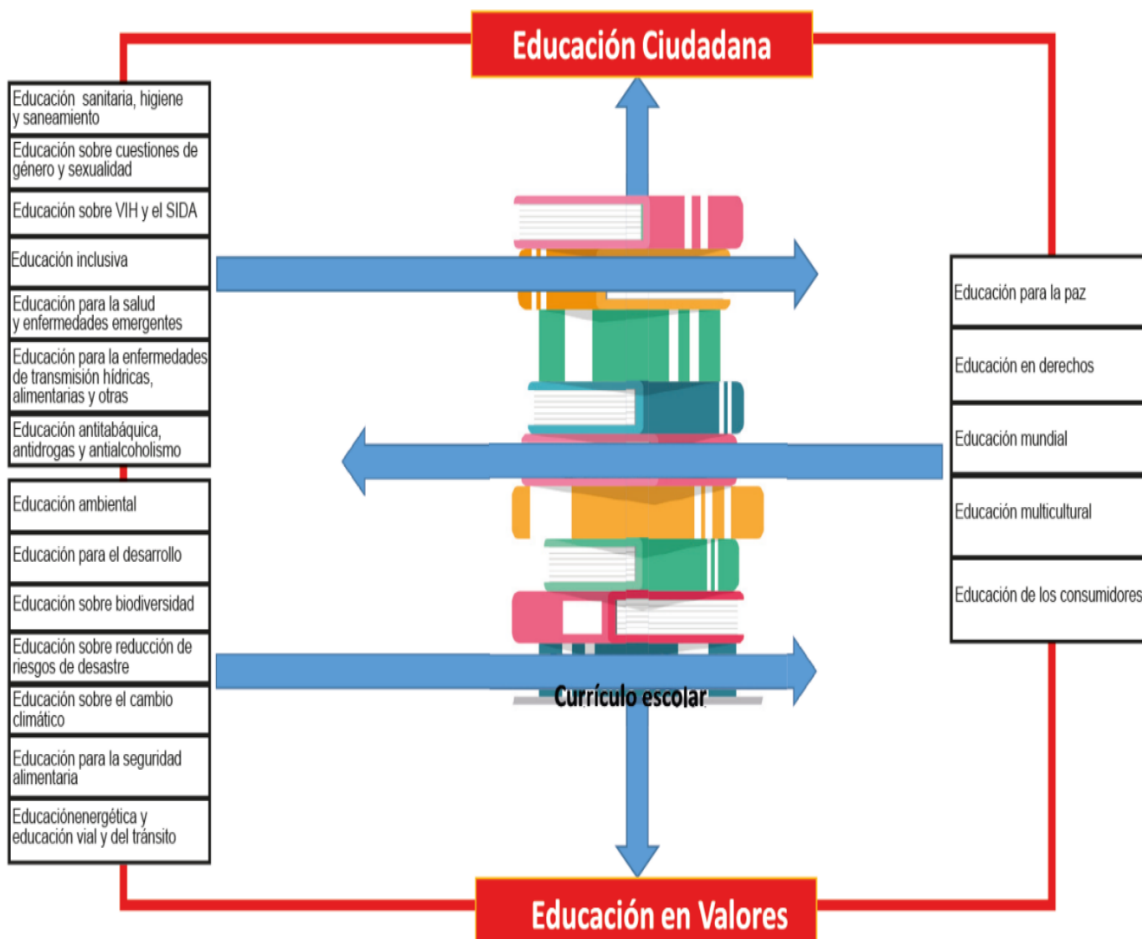 Educación Ciudadana
Educación sanitaria, higiene
y saneamiento
Educación sobre cuestiones de
género y sexualidad
Educación sobre VIH y el SIDA
Educación inclusiva
Educación para la salud
y enfermedades emergentes
Educación para la enfermedades
de transmisión hídricas,
alimentarias y otras
Educación antitabáquica,
antidrogas y antialcoholismo
Educación ambiental
Educación para el desarrollo
Educación sobre biodiversidad
Educación sobre reducción de
riesgos de desastre
Educación sobre el cambio
climático
Educación para la seguridad
alimentaria
Educaciónenergética y
educación vial y del tránsito
Currículo escolar
Educación para la paz
Educación en derechos
Educación mundial
Educación multicultural
Educación de los consumidores
Educación en Valores